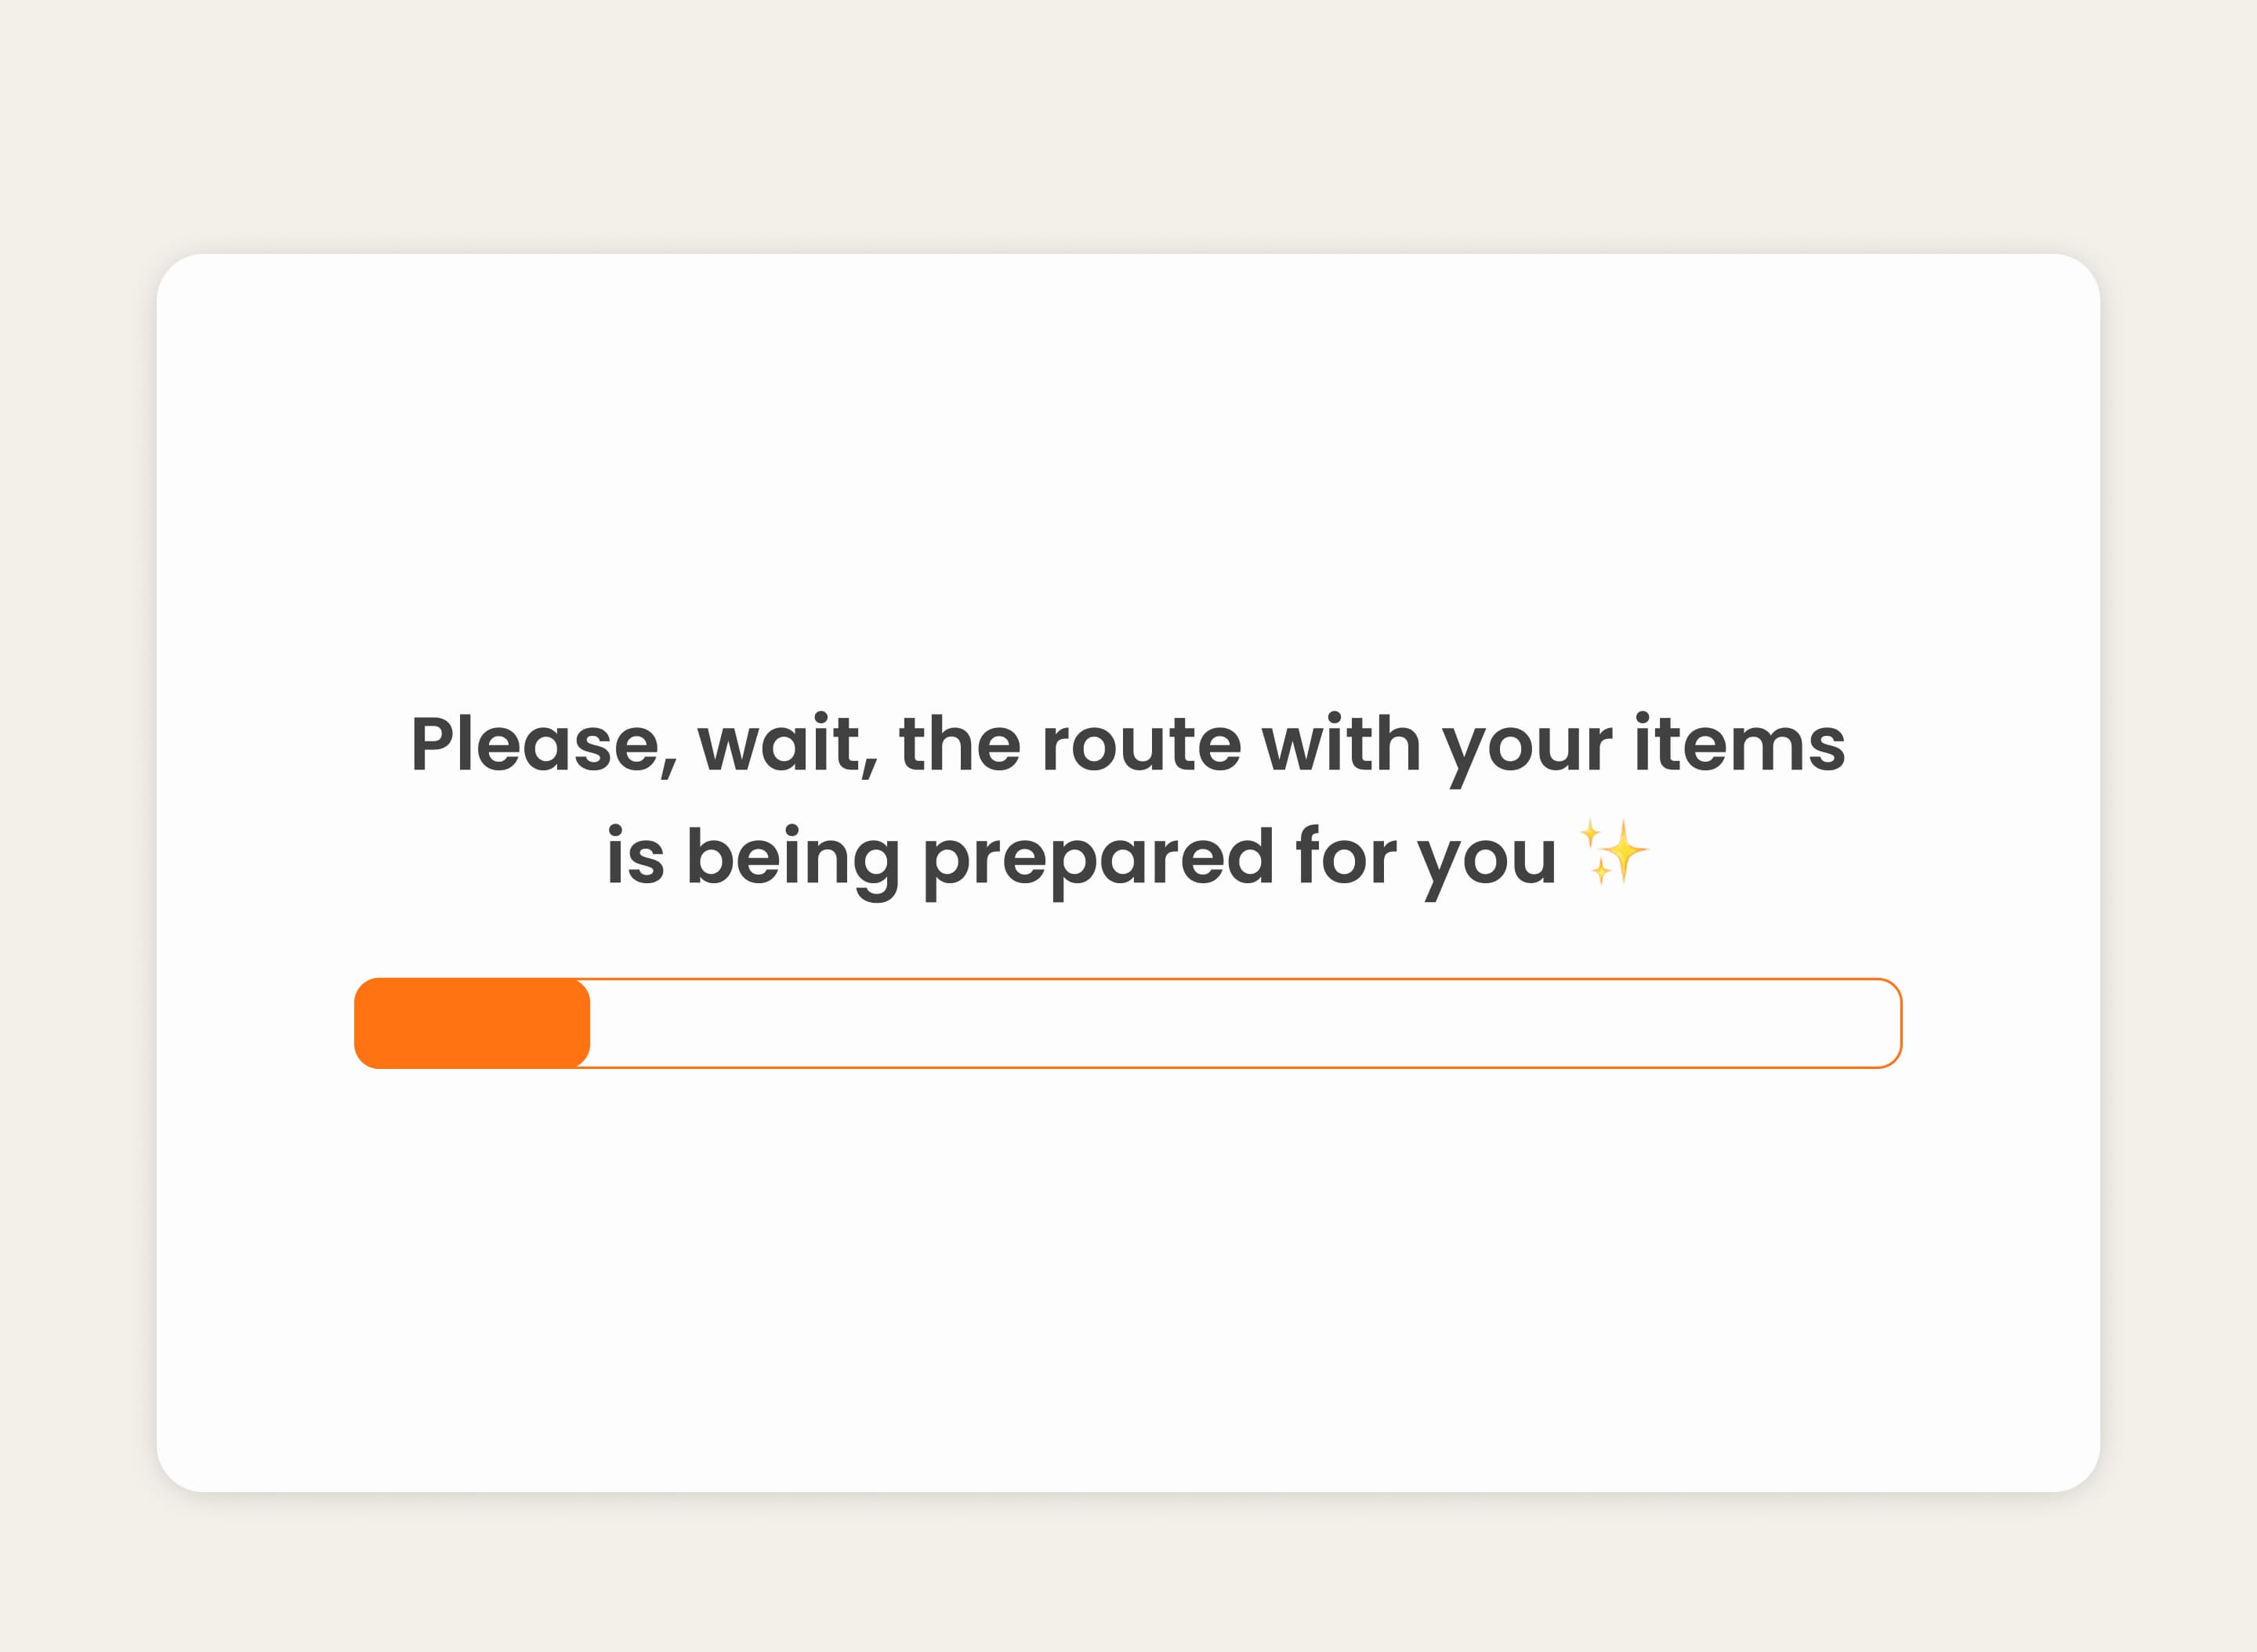 Please, wait, the route with your items
is being prepared for you ✨